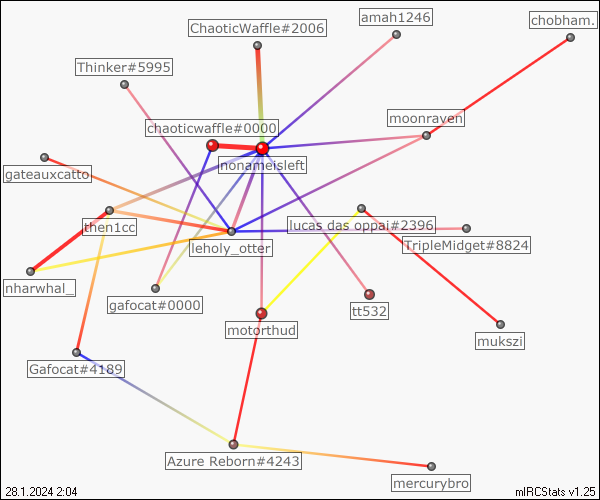 amah1246
chobham.
ChaoticWaffle#2006
Thinker#5995
moonraven
chaoticwaffle#0000
nonameisleft
gateauxcatto
then1cc
lucas das oppai#2396
leholy_otter
TripleMidget#8824
nharwhal_
gafocat#0000
tt532
motorthud
mukszi
Gafocat#4189
Azure Reborn#4243
mercurybro
28.1.2024 2:04
mIRCStats v1.25